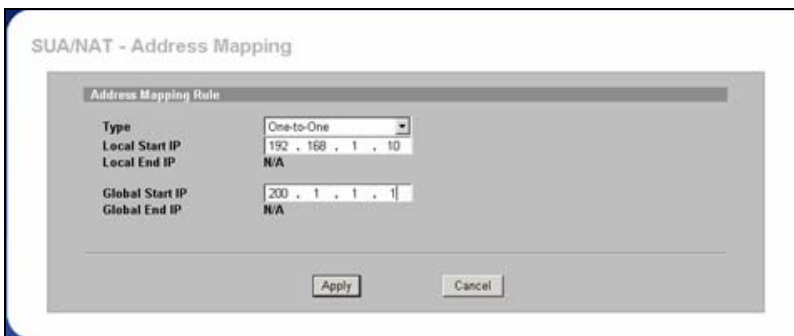 SUA/NAT - Address Mapping
Address Mapping Rule
Type One-to-One
Local Start IP 192 . 168 . 1 . 10
Local End IP N/A
Global Start IP 200 . 1 . 1 . 1
Global End IP N/A
Apply Cancel